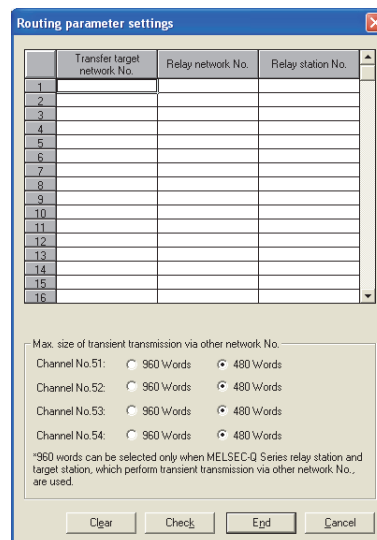 Routing parameter settings
Transfer target network No. Relay network No. Relay station No.
1
2
3
4
5
6
7
8
9
10
11
12
13
14
15
16
Max. size of transient transmission via other network No.
Channel No.51: 960 Words 480 Words
Channel No.52: 960 Words 480 Words
Channel No.53: 960 Words 480 Words
Channel No.54: 960 Words 480 Words
*960 words can be selected only when MELSEC-Q Series relay station and
target station, which perform transient transmission via other network No.,
are used.
Clear Check End Cancel